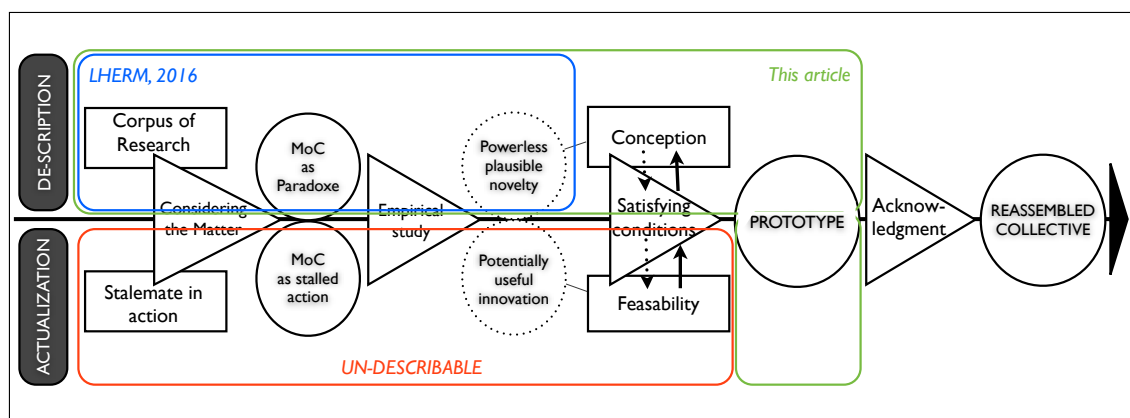 LHERM, 2016
This article
DE-SCRIPTION
Corpus of
Research
MoC
as
Paradoxe
Powerless
plausible
novelty
Conception
Considering
the Matter
Empirical
study
Satisfying
conditions
PROTOTYPE
Acknow-
ledgment
REASSEMBLED
COLLECTIVE
ACTUALIZATION
Stalemate in
action
MoC
as stalled
action
Potentially
useful
innovation
Feasability
UN-DESCRIBABLE